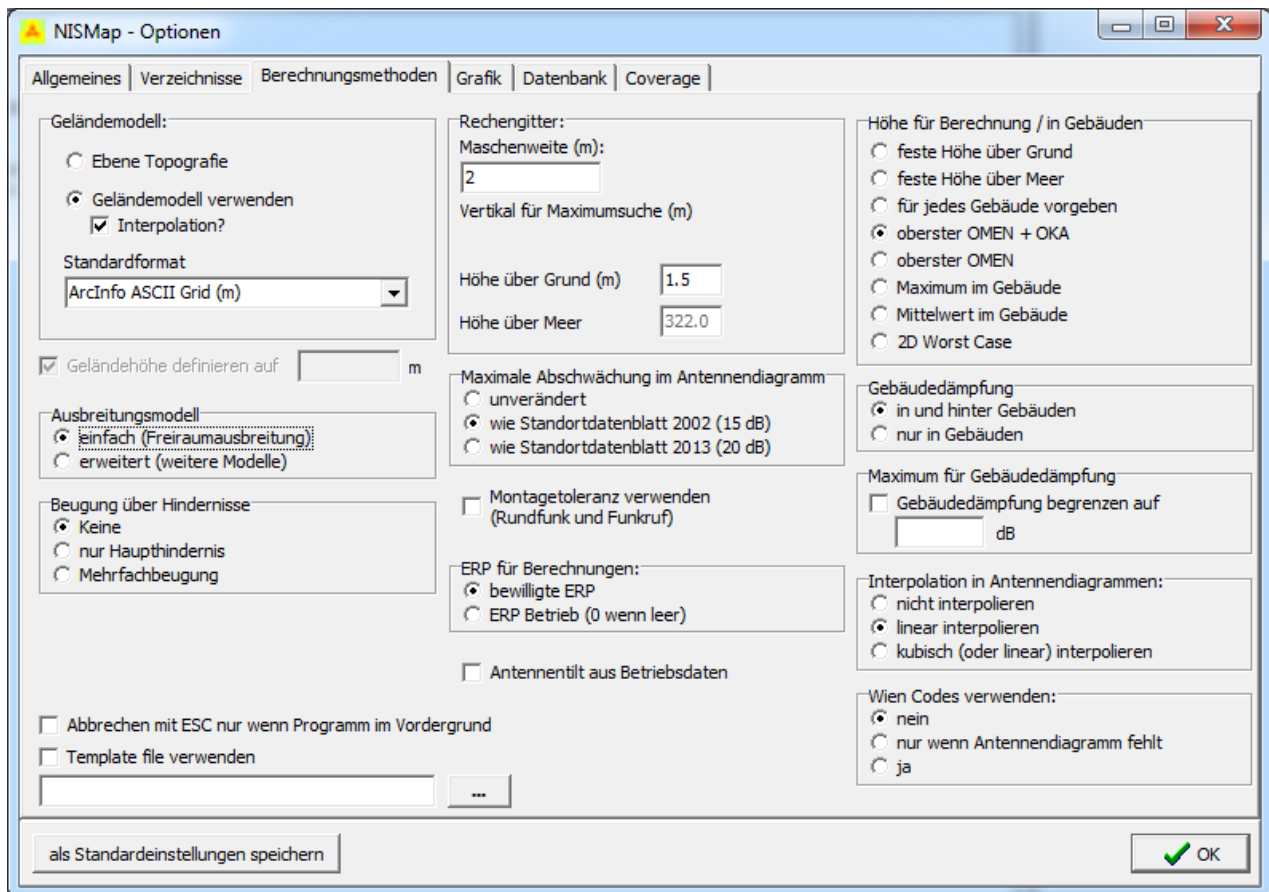 NISMap - Optionen
Allgemeines
Verzeichnisse
Berechnungsmethoden
Grafik
Datenbank
Coverage
Geländemodell:
Ebene Topografie
Geländemodell verwenden
Interpolation?
Standardformat
ArcInfo ASCII Grid (m)
Geländehöhe definieren auf
m
Ausbreitungsmodell
einfach (Freiraumausbreitung)
erweitert (weitere Modelle)
Beugung über Hindernisse
Keine
nur Haupthindernis
Mehrfachbeugung
Abbrechen mit ESC nur wenn Programm im Vordergrund
Template file verwenden
...
Rechengitter:
Maschenweite (m):
2
Vertikal für Maximumsuche (m)
Höhe über Grund (m)
1.5
Höhe über Meer
322.0
Maximale Abschwächung im Antennendiagramm
unverändert
wie Standortdatenblatt 2002 (15 dB)
wie Standortdatenblatt 2013 (20 dB)
Montagetoleranz verwenden
(Rundfunk und Funkruf)
ERP für Berechnungen:
bewilligte ERP
ERP Betrieb (0 wenn leer)
Antennentilt aus Betriebsdaten
Höhe für Berechnung / in Gebäuden
feste Höhe über Grund
feste Höhe über Meer
für jedes Gebäude vorgeben
oberster OMEN + OKA
oberster OMEN
Maximum im Gebäude
Mittelwert im Gebäude
2D Worst Case
Gebäudedämpfung
in und hinter Gebäuden
nur in Gebäuden
Maximum für Gebäudedämpfung
Gebäudedämpfung begrenzen auf
dB
Interpolation in Antennendiagrammen:
nicht interpolieren
linear interpolieren
kubisch (oder linear) interpolieren
Wien Codes verwenden:
nein
nur wenn Antennendiagramm fehlt
ja
als Standardeinstellungen speichern
OK